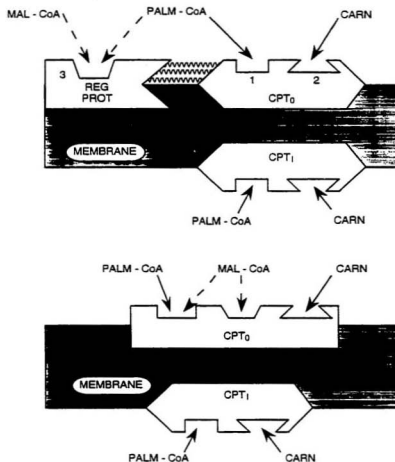 MAL - CoA PALM - CoA CARN
3 1 2
REG
PROT CPT₀
MEMBRANE CPT₁
PALM - CoA CARN
PALM - CoA MAL - CoA CARN
CPT₀
MEMBRANE CPT₁
PALM - CoA CARN